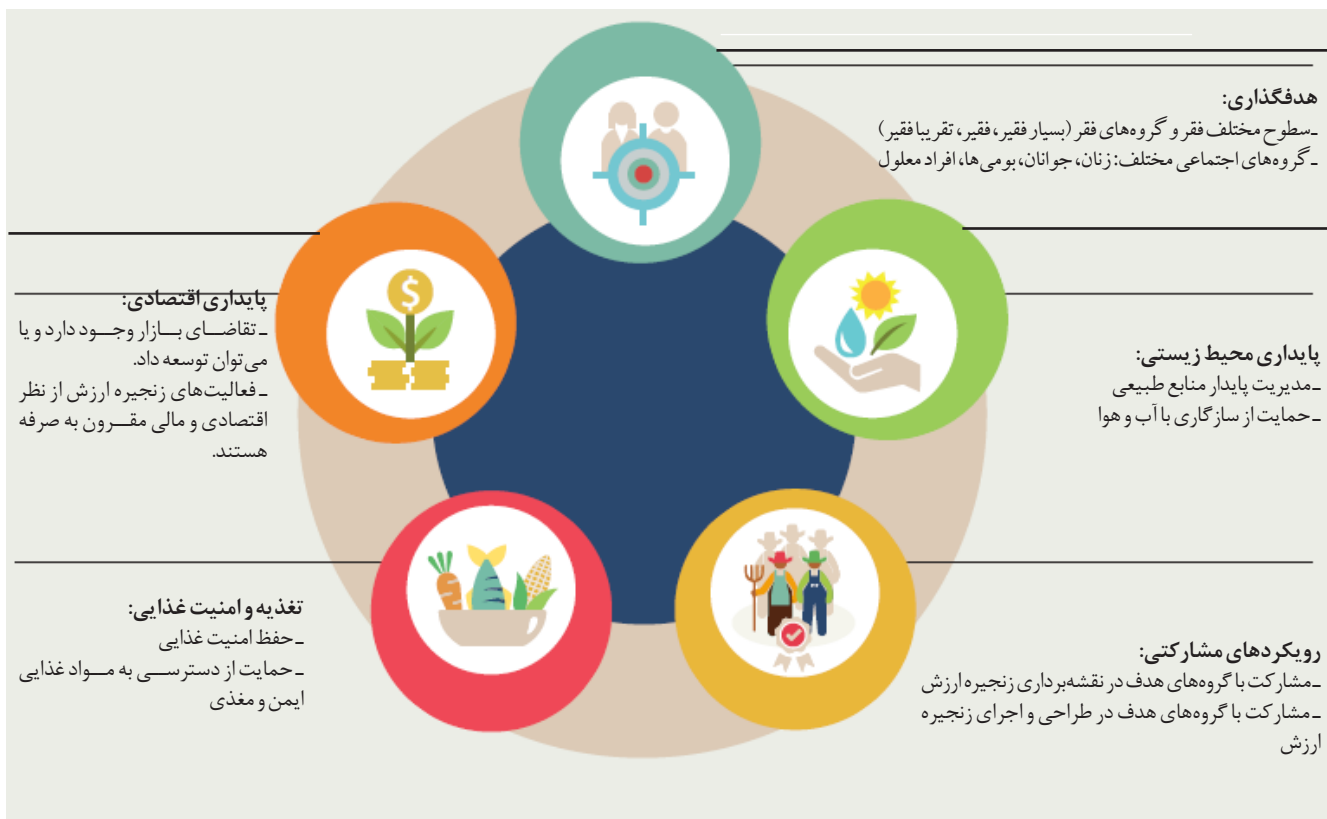 هدفگذاری:
ـ سطوح مختلف فقر و گروه‌های فقر (بسیار فقیر، فقیر، تقریبا فقیر)
ـ گروه‌های اجتماعی مختلف: زنان، جوانان، بومی‌ها، افراد معلول
پایداری محیط زیستی:
ـ مدیریت پایدار منابع طبیعی
ـ حمایت از سازگاری با آب و هوا
رویکردهای مشارکتی:
ـ مشارکت با گروه‌های هدف در نقشه‌برداری زنجیره ارزش
ـ مشارکت با گروه‌های هدف در طراحی و اجرای زنجیره
ارزش
تغذیه و امنیت غذایی:
ـ حفظ امنیت غذایی
ـ حمایت از دسترسی به مواد غذایی
ایمن و مغذی
پایداری اقتصادی:
ـ تقاضای بازار وجود دارد و یا
می‌توان توسعه داد.
ـ فعالیت‌های زنجیره ارزش از نظر
اقتصادی و مالی مقرون به صرفه
هستند.
$